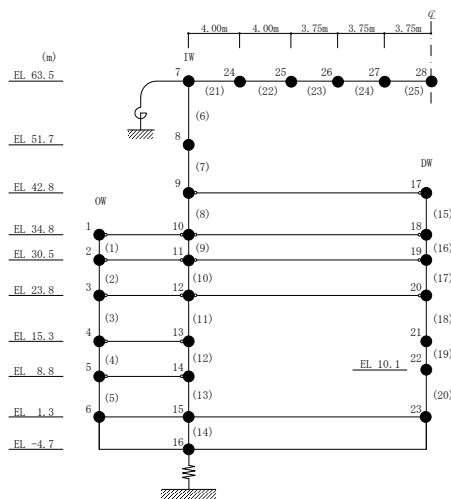 ℄
4.00m 4.00m 3.75m 3.75m 3.75m
(m) IW
EL 63.5 7 24 25 26 27 28
(21) (22) (23) (24) (25)
(6)
EL 51.7 8
(7) DW
EL 42.8 9 17
OW (8) (15)
EL 34.8 1 10 18
(1) (9) (16)
EL 30.5 2 11 19
(2) (10) (17)
EL 23.8 3 12 20
(3) (11) (18)
EL 15.3 4 13 21
(4) (12) (19)
EL 10.1 22
EL 8.8 5 14
(5) (13) (20)
EL 1.3 6 15 23
(14)
EL -4.7 16